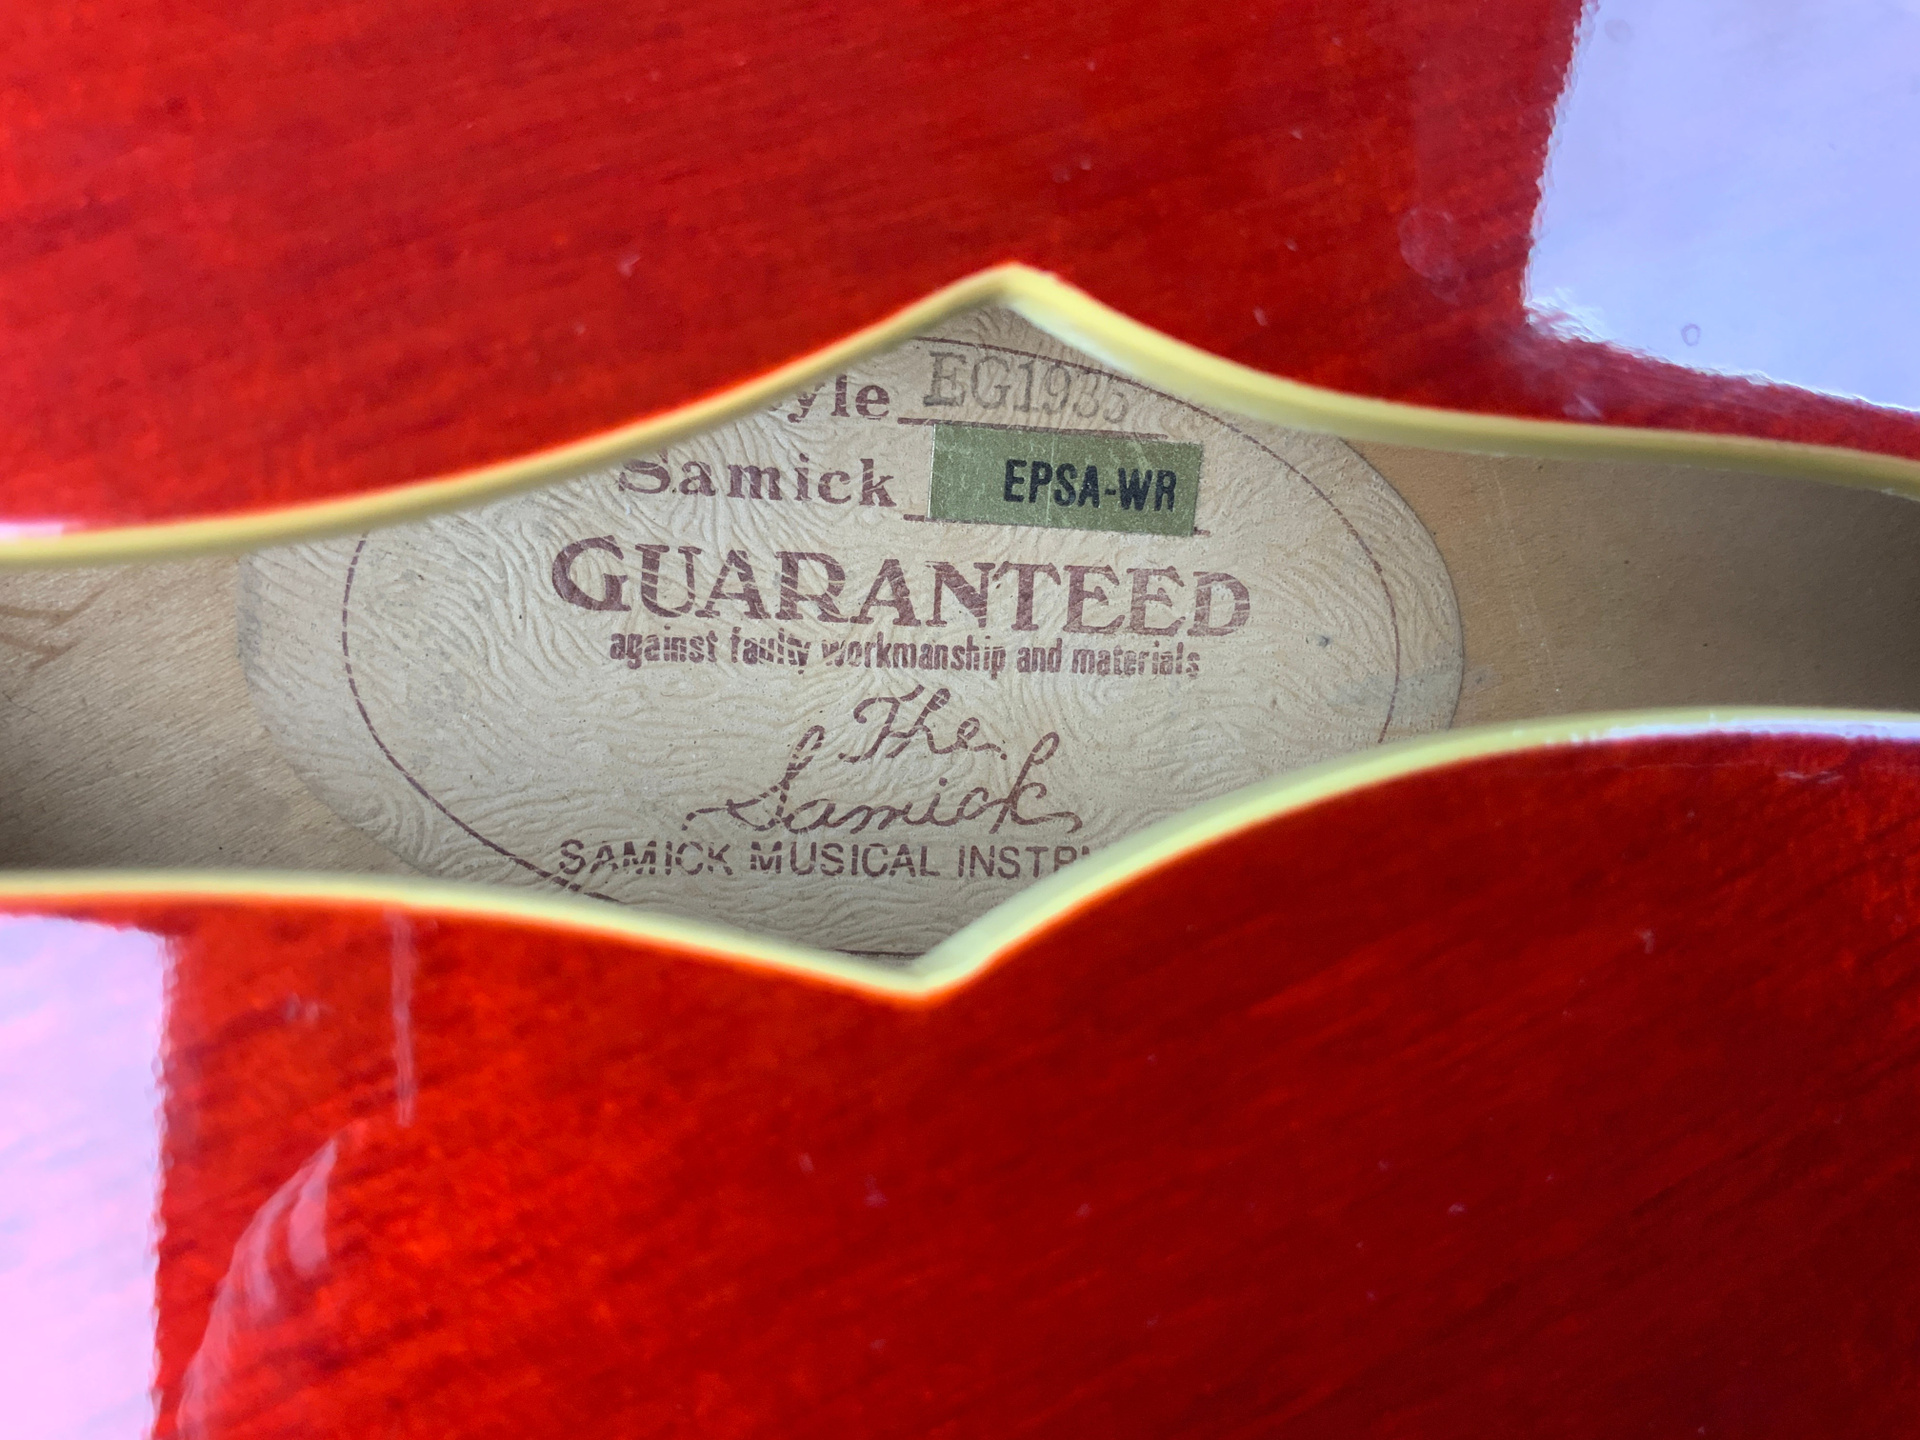 yle EG1935
Samick EPSA-WR
GUARANTEED
against faulty workmanship and materials
The
Samick
SAMICK MUSICAL INSTR